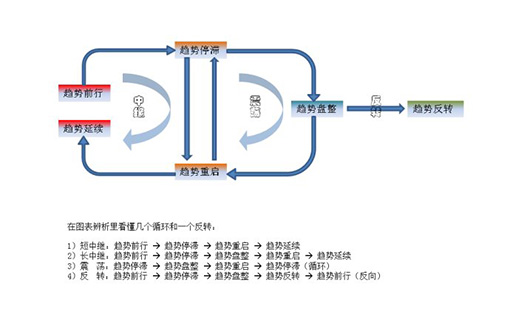 趋势停滞
趋势前行
中继
震荡
趋势盘整
反转
趋势反转
趋势延续
趋势重启
在图表辨析里看懂几个循环和一个反转:
1)短中继:趋势前行 → 趋势停滞 → 趋势重启 → 趋势延续
2)长中继:趋势前行 → 趋势停滞 → 趋势盘整 → 趋势重启 → 趋势延续
3)震 荡:趋势停滞 → 趋势盘整 → 趋势重启 → 趋势停滞(循环)
4)反 转:趋势前行 → 趋势停滞 → 趋势盘整 → 趋势反转 → 趋势前行(反向)